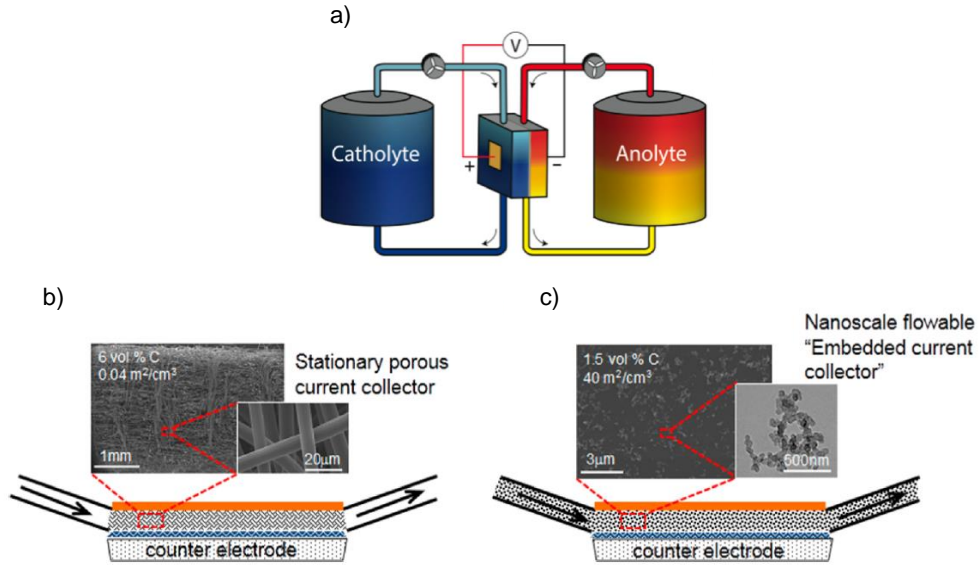 a)
V
Catholyte
Anolyte
+
−
b)
6 vol % C
0.04 m²/cm³
Stationary porous
current collector
1mm
20μm
counter electrode
c)
1.5 vol % C
40 m²/cm³
Nanoscale flowable
“Embedded current
collector”
3μm
500nm
counter electrode